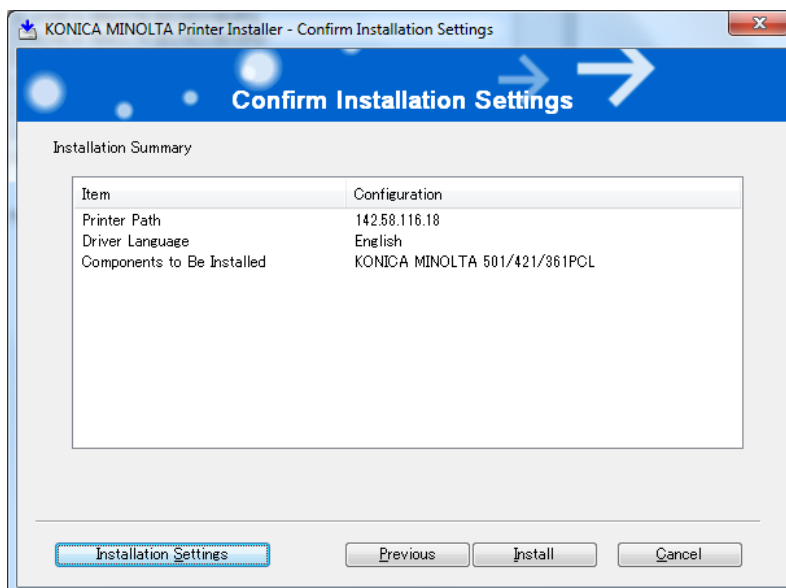 KONICA MINOLTA Printer Installer - Confirm Installation Settings
Confirm Installation Settings
Installation Summary
Item Configuration
Printer Path 142.58.116.18
Driver Language English
Components to Be Installed KONICA MINOLTA 501/421/361PCL
Installation Settings Previous Install Cancel